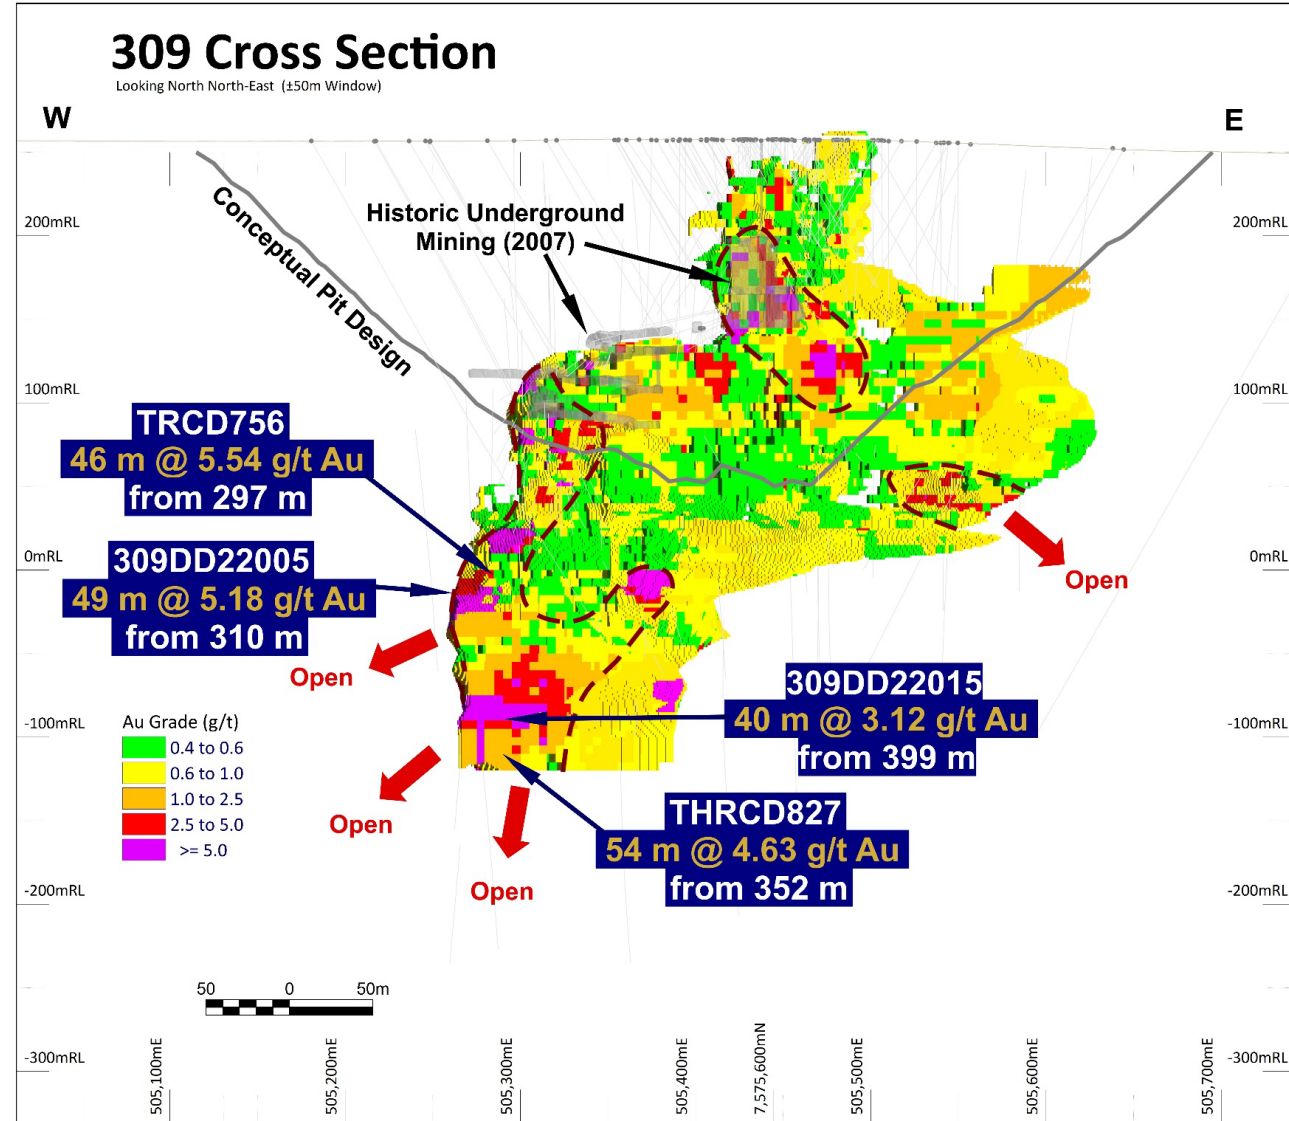 309 Cross Section
Looking North North-East (±50m Window)
W
E
Conceptual Pit Design
Historic Underground
Mining (2007)
200mRL
200mRL
100mRL
100mRL
TRCD756
46 m @ 5.54 g/t Au
from 297 m
0mRL
0mRL
309DD22005
49 m @ 5.18 g/t Au
from 310 m
Open
Open
309DD22015
40 m @ 3.12 g/t Au
from 399 m
-100mRL
-100mRL
Au Grade (g/t)
0.4 to 0.6
0.6 to 1.0
1.0 to 2.5
2.5 to 5.0
>= 5.0
Open
THRCD827
54 m @ 4.63 g/t Au
from 352 m
Open
-200mRL
-200mRL
50 0 50m
-300mRL
-300mRL
505,100mE
505,200mE
505,300mE
505,400mE
7,575,600mN
505,500mE
505,600mE
505,700mE